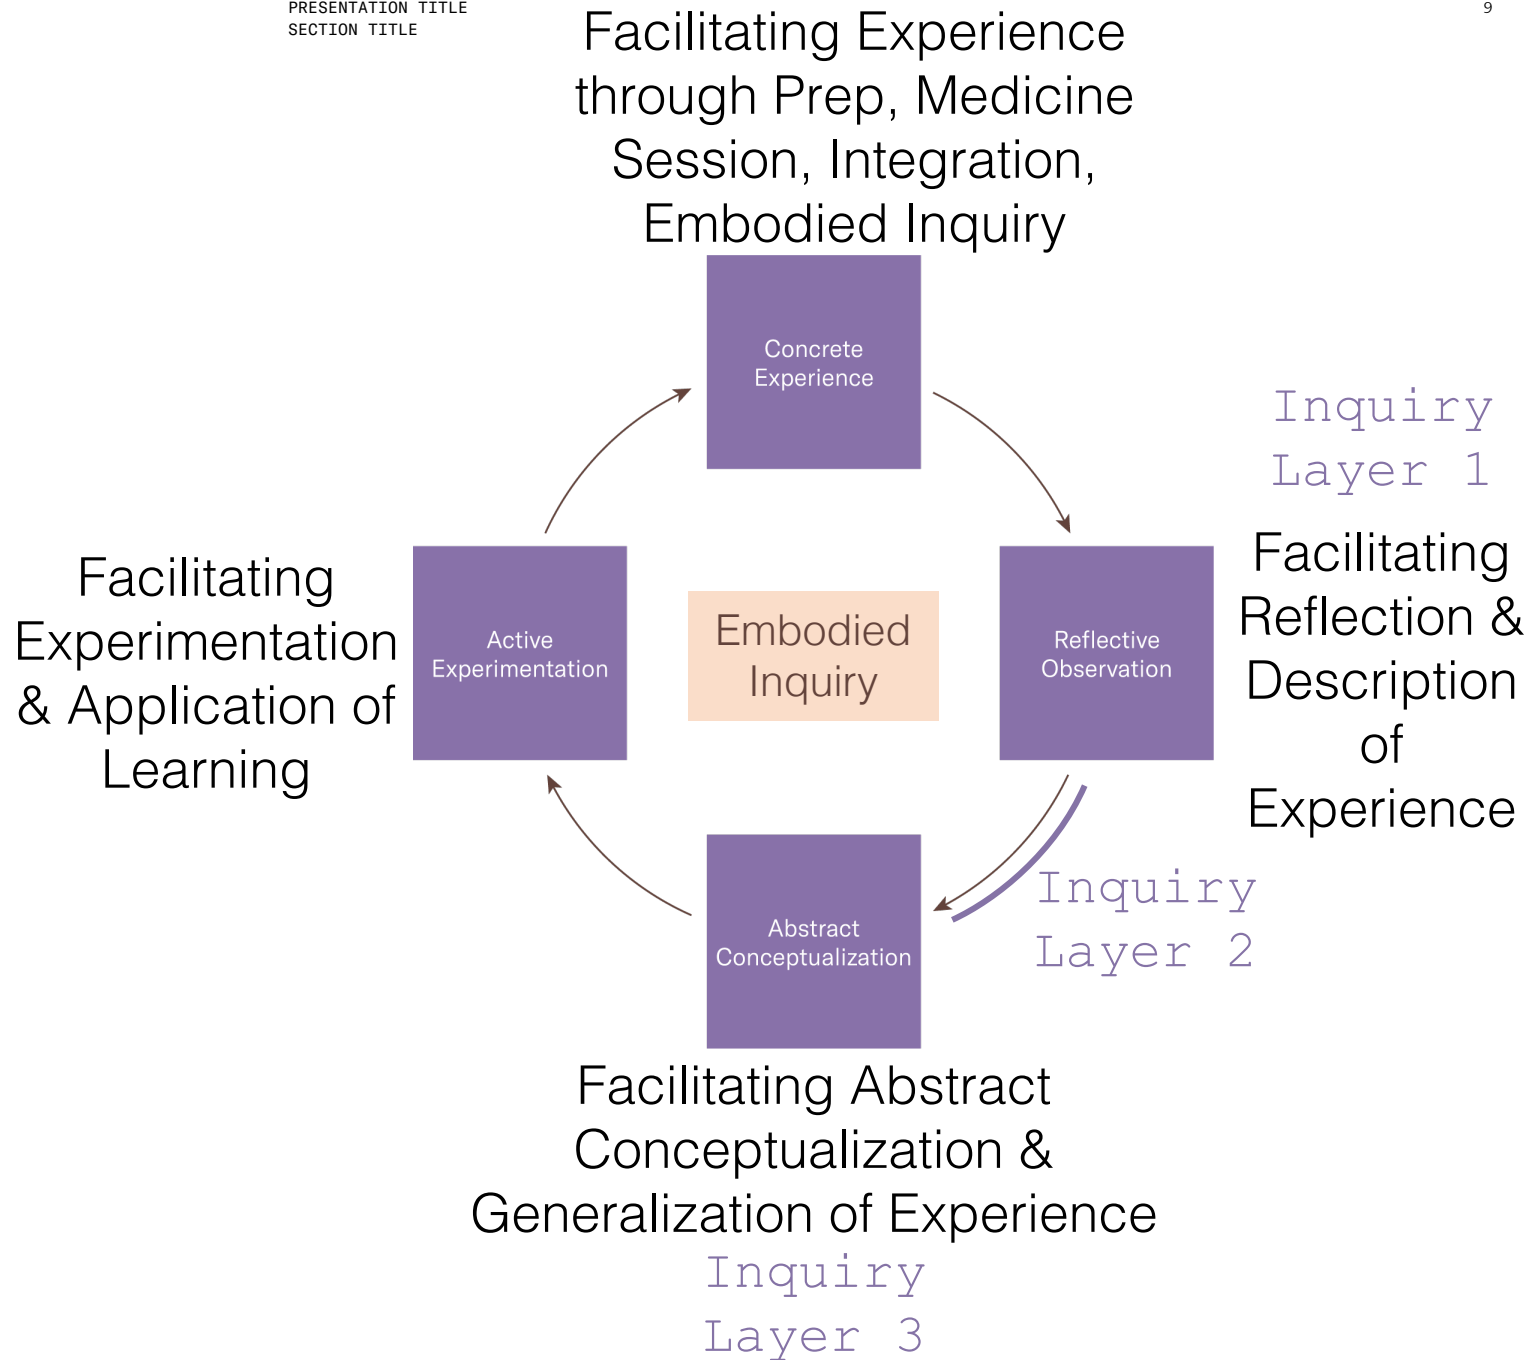 PRESENTATION TITLE
SECTION TITLE
9
Facilitating Experience
through Prep, Medicine
Session, Integration,
Embodied Inquiry
Concrete
Experience
Inquiry
Layer 1
Facilitating
Experimentation
& Application of
Learning
Active
Experimentation
Embodied
Inquiry
Reflective
Observation
Facilitating
Reflection &
Description
of
Experience
Inquiry
Layer 2
Abstract
Conceptualization
Facilitating Abstract
Conceptualization &
Generalization of Experience
Inquiry
Layer 3